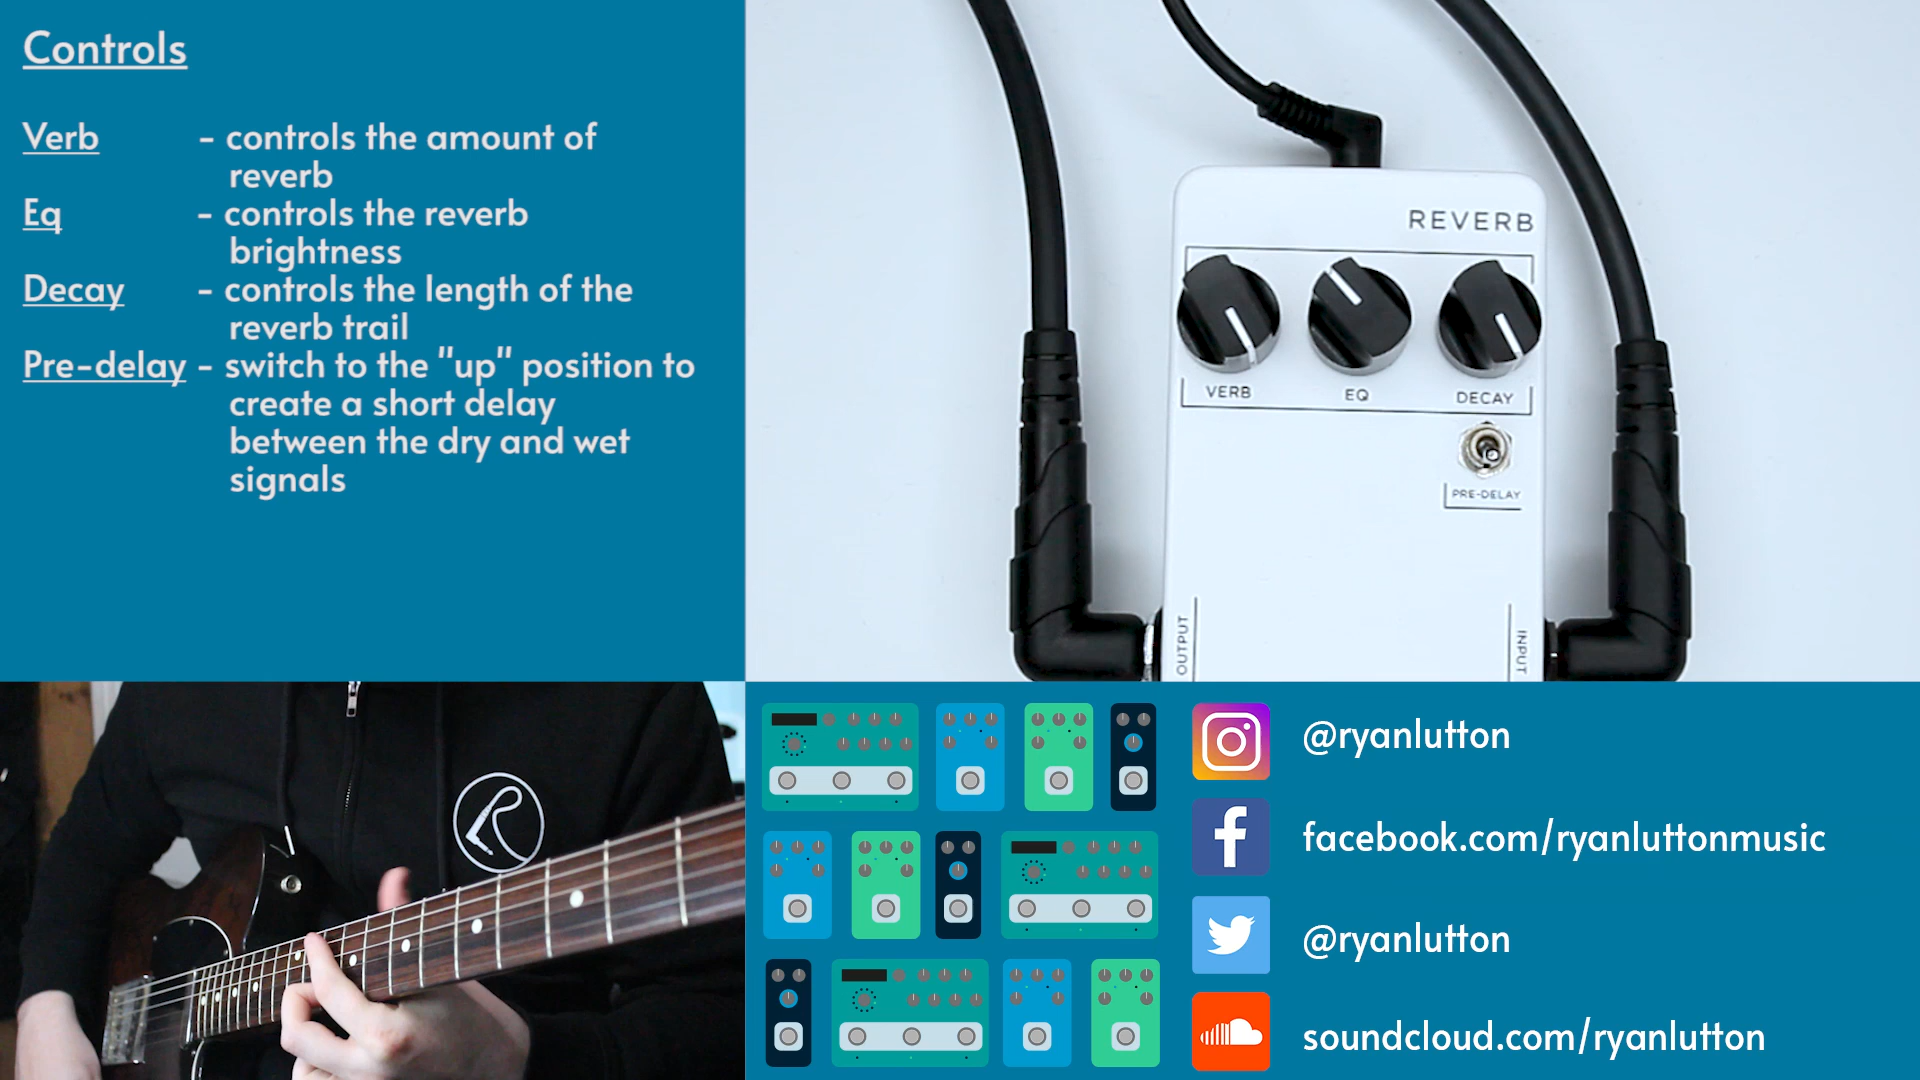 Controls
Verb - controls the amount of
reverb
Eq - controls the reverb
brightness
Decay - controls the length of the
reverb trail
Pre-delay - switch to the "up" position to
create a short delay
between the dry and wet
signals
REVERB
VERB EQ DECAY
PRE-DELAY
OUTPUT
INPUT
@ryanlutton
facebook.com/ryanluttonmusic
@ryanlutton
soundcloud.com/ryanlutton